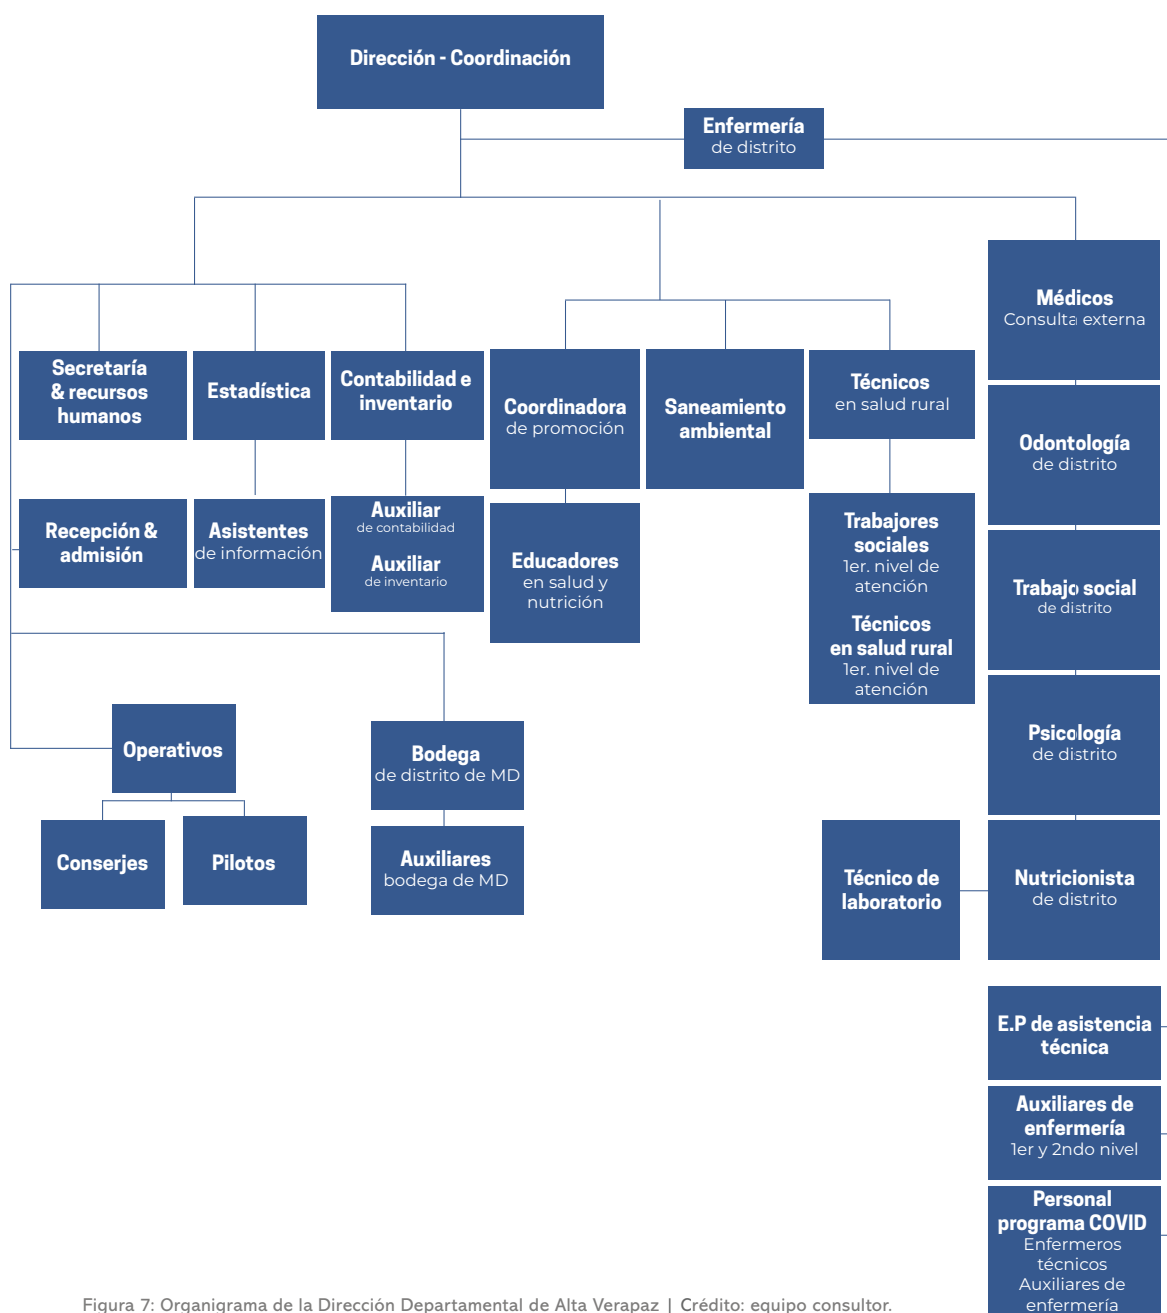 Dirección - Coordinación
Enfermería
de distrito
Médicos
Consulta externa
Secretaría
& recursos
humanos
Estadística
Contabilidad e
inventario
Coordinadora
de promoción
Saneamiento
ambiental
Técnicos
en salud rural
Odontología
de distrito
Recepción &
admisión
Asistentes
de información
Auxiliar
de contabilidad
Auxiliar
de inventario
Educadores
en salud y
nutrición
Trabajores
sociales
1er. nivel de
atención
Técnicos
en salud rural
1er. nivel de
atención
Trabajo social
de distrito
Operativos
Bodega
de distrito de MD
Psicología
de distrito
Conserjes
Pilotos
Auxiliares
bodega de MD
Técnico de
laboratorio
Nutricionista
de distrito
E.P de asistencia
técnica
Auxiliares de
enfermería
1er y 2ndo nivel
Personal
programa COVID
Enfermeros
técnicos
Auxiliares de
enfermería
Figura 7: Organigrama de la Dirección Departamental de Alta Verapaz | Crédito: equipo consultor.